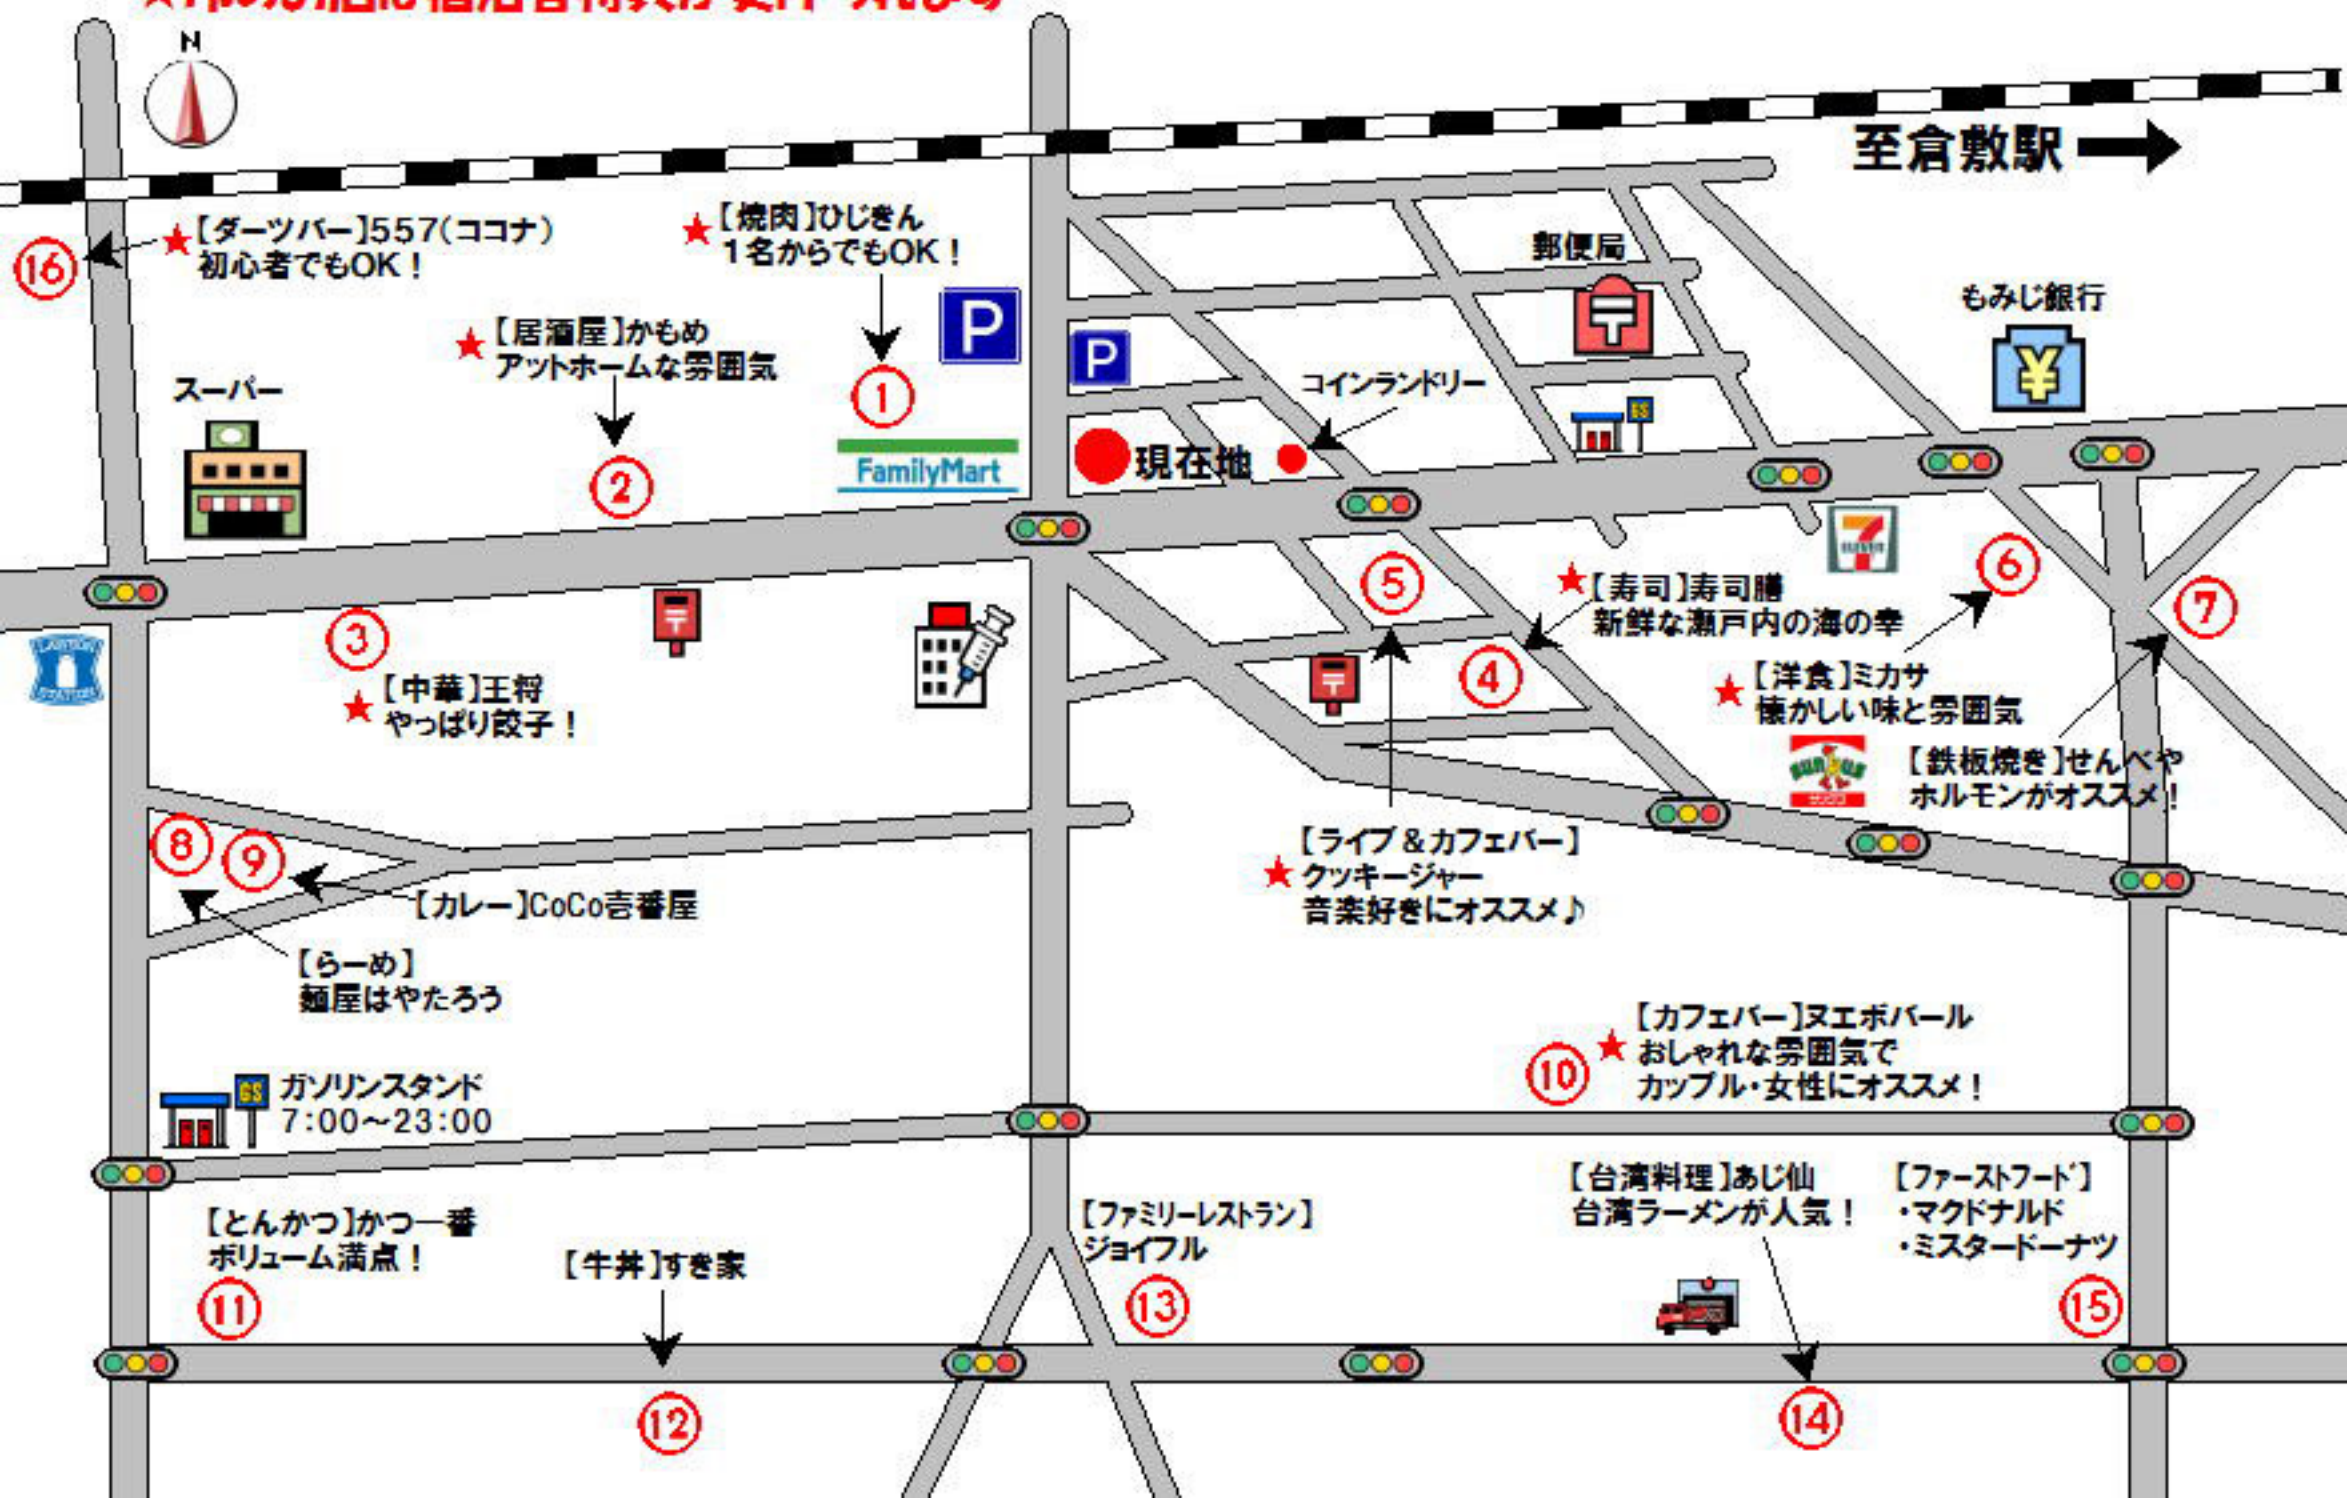 N
至倉敷駅
★【ダーツバー】557(ココナ)
初心者でもOK!
16
★【焼肉】ひじきん
1名からでもOK!
★【居酒屋】かもめ
アットホームな雰囲気
P
P
1
2
スーパー
FamilyMart
現在地
コインランドリー
郵便局
GS
もみじ銀行
¥
3
★【中華】王将
やっぱり餃子!
LAWSON
STATION
5
4
★【寿司】寿司膳
新鮮な瀬戸内の海の幸
7
ELEVEN
6
7
★【洋食】ミカサ
懐かしい味と雰囲気
sunkus
【鉄板焼き】せんべや
ホルモンがオススメ!
【ライブ&カフェバー】
★クッキージャー
音楽好きにオススメ♪
8
9
【カレー】CoCo壱番屋
【らーめ】
麺屋はやたろう
GS
ガソリンスタンド
7:00~23:00
10
★【カフェバー】ヌエボバール
おしゃれな雰囲気で
カップル・女性にオススメ!
【とんかつ】かつ一番
ボリューム満点!
11
【牛丼】すき家
12
【ファミリーレストラン】
ジョイフル
13
【台湾料理】あじ仙
台湾ラーメンが人気!
14
【ファーストフード】
・マクドナルド
・ミスタードーナツ
15